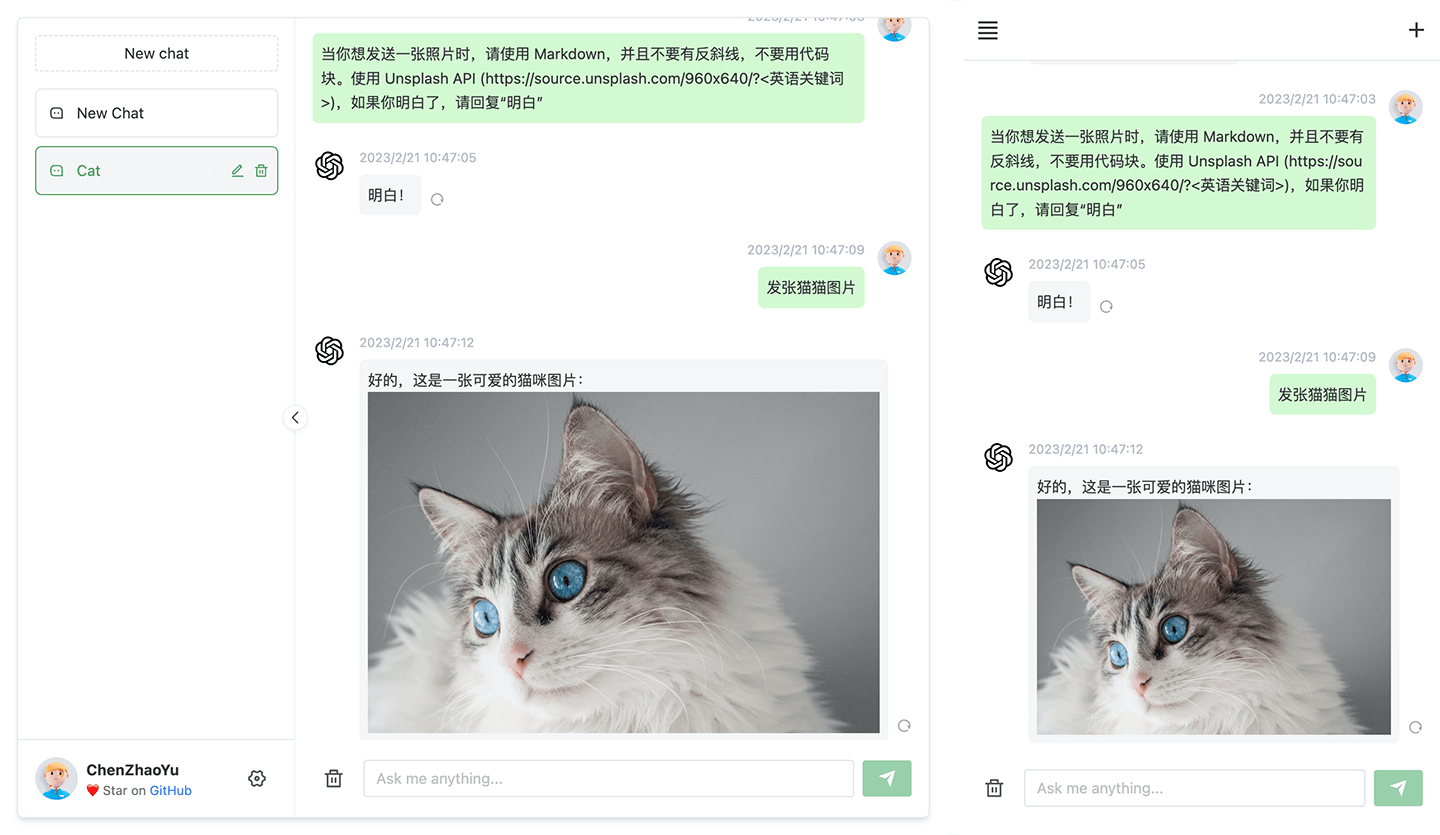 New chat
New Chat
Cat
ChenZhaoYu
❤️ Star on GitHub
当你想发送一张照片时，请使用 Markdown，并且不要有反斜线，不要用代码
块。使用 Unsplash API (https://source.unsplash.com/960x640/?<英语关键词
>)，如果你明白了，请回复“明白”
2023/2/21 10:47:05
明白！
2023/2/21 10:47:09
发张猫猫图片
2023/2/21 10:47:12
好的，这是一张可爱的猫咪图片：
Ask me anything...
2023/2/21 10:47:03
当你想发送一张照片时，请使用 Markdown，并且不要有
反斜线，不要用代码块。使用 Unsplash API (https://sou
rce.unsplash.com/960x640/?<英语关键词>)，如果你明
白了，请回复“明白”
2023/2/21 10:47:05
明白！
2023/2/21 10:47:09
发张猫猫图片
2023/2/21 10:47:12
好的，这是一张可爱的猫咪图片：
Ask me anything...